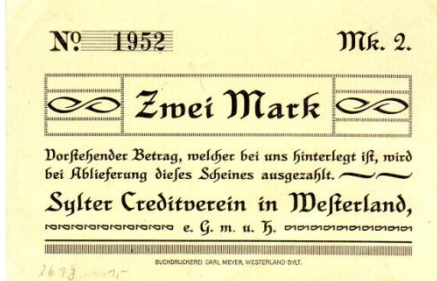 Nº 1952 Mk. 2.
Zwei Mark
Vorstehender Betrag, welcher bei uns hinterlegt ist, wird
bei Ablieferung dieses Scheines ausgezahlt.
Sylter Creditverein in Westerland,
e. G. m. u. H.
BUCHDRUCKEREI CARL MEYER, WESTERLAND-SYLT.